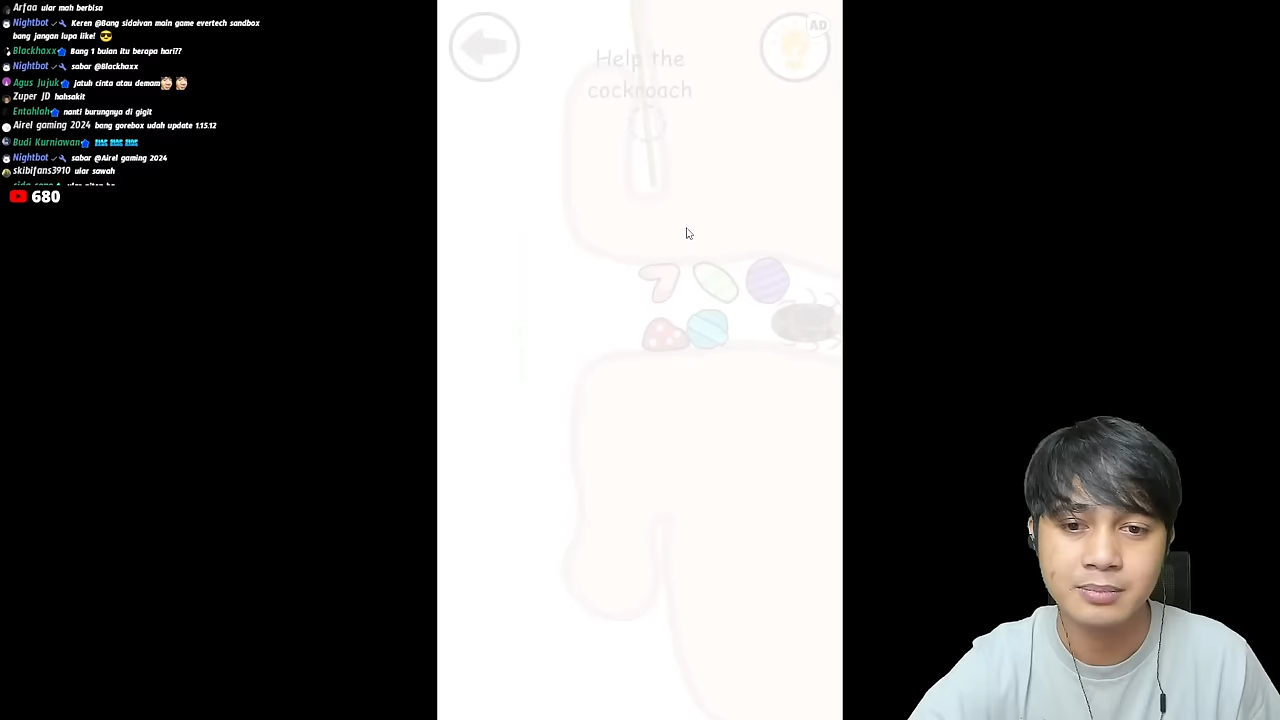 Arfaa ular mah berbisa
Nightbot Keren @Bang sidaivan main game evertech sandbox
bang jangan lupa like! 😎
Blackhaxx Bang 1 bulan itu berapa hari??
Nightbot sabar @Blackhaxx
Agus Jujuk jatuh cinta atau demam
Zuper JD hahsakit
Entahlah nanti burungnya di gigit
Airel gaming 2024 bang gorebox udah update 1.15.12
Budi Kurniawan
Nightbot sabar @Airel gaming 2024
skibifans3910 ular sawah
680
AD
Help the
cockroach